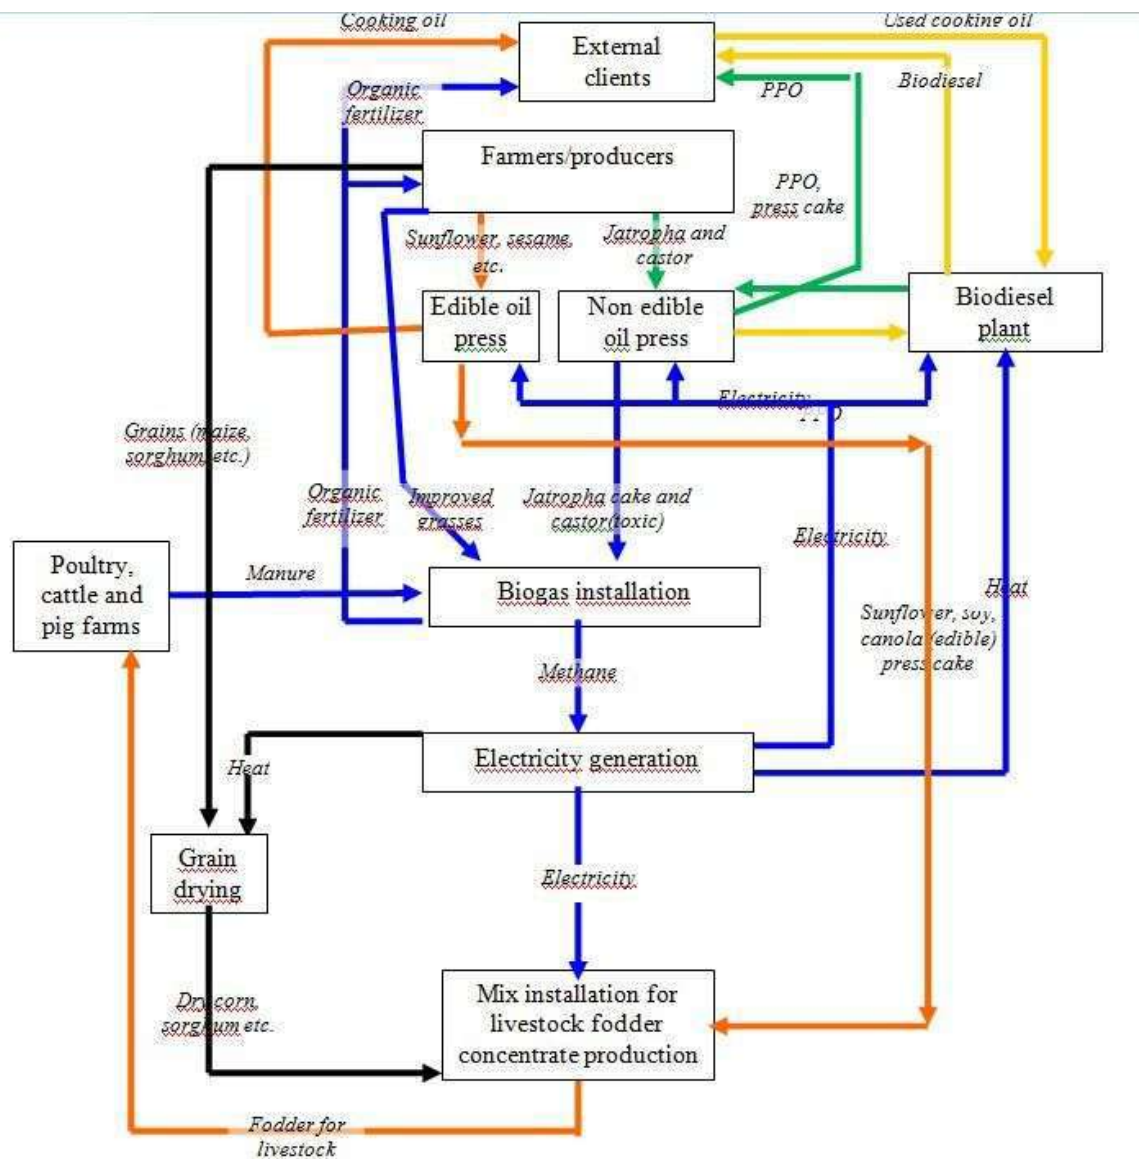 Cooking oil
Used cooking oil
External
clients
Biodiesel
PPO
Organic
fertilizer
Farmers/producers
PPO,
press cake
Sunflower, sesame,
etc.
Jatropha and
castor
Edible oil
press
Non edible
oil press
Biodiesel
plant
Electricity
PPO
Grains (maize,
sorghum etc.)
Organic
fertilizer
Improved
grasses
Jatropha cake and
castor(toxic)
Electricity
Poultry,
cattle and
pig farms
Manure
Biogas installation
Heat
Sunflower, soy,
canola (edible)
press cake
Methane
Electricity generation
Heat
Grain
drying
Electricity
Mix installation for
livestock fodder
concentrate production
Dry corn,
sorghum etc.
Fodder for
livestock